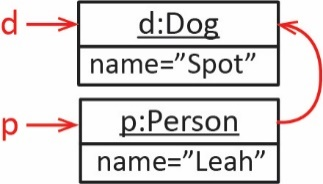 d d:Dog
name=”Spot”
p p:Person
name=”Leah”